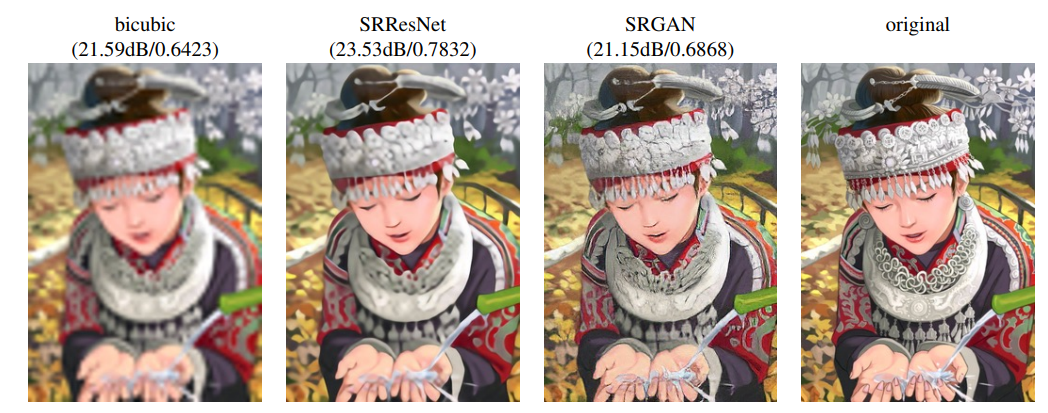 bicubic
(21.59dB/0.6423)
SRResNet
(23.53dB/0.7832)
SRGAN
(21.15dB/0.6868)
original